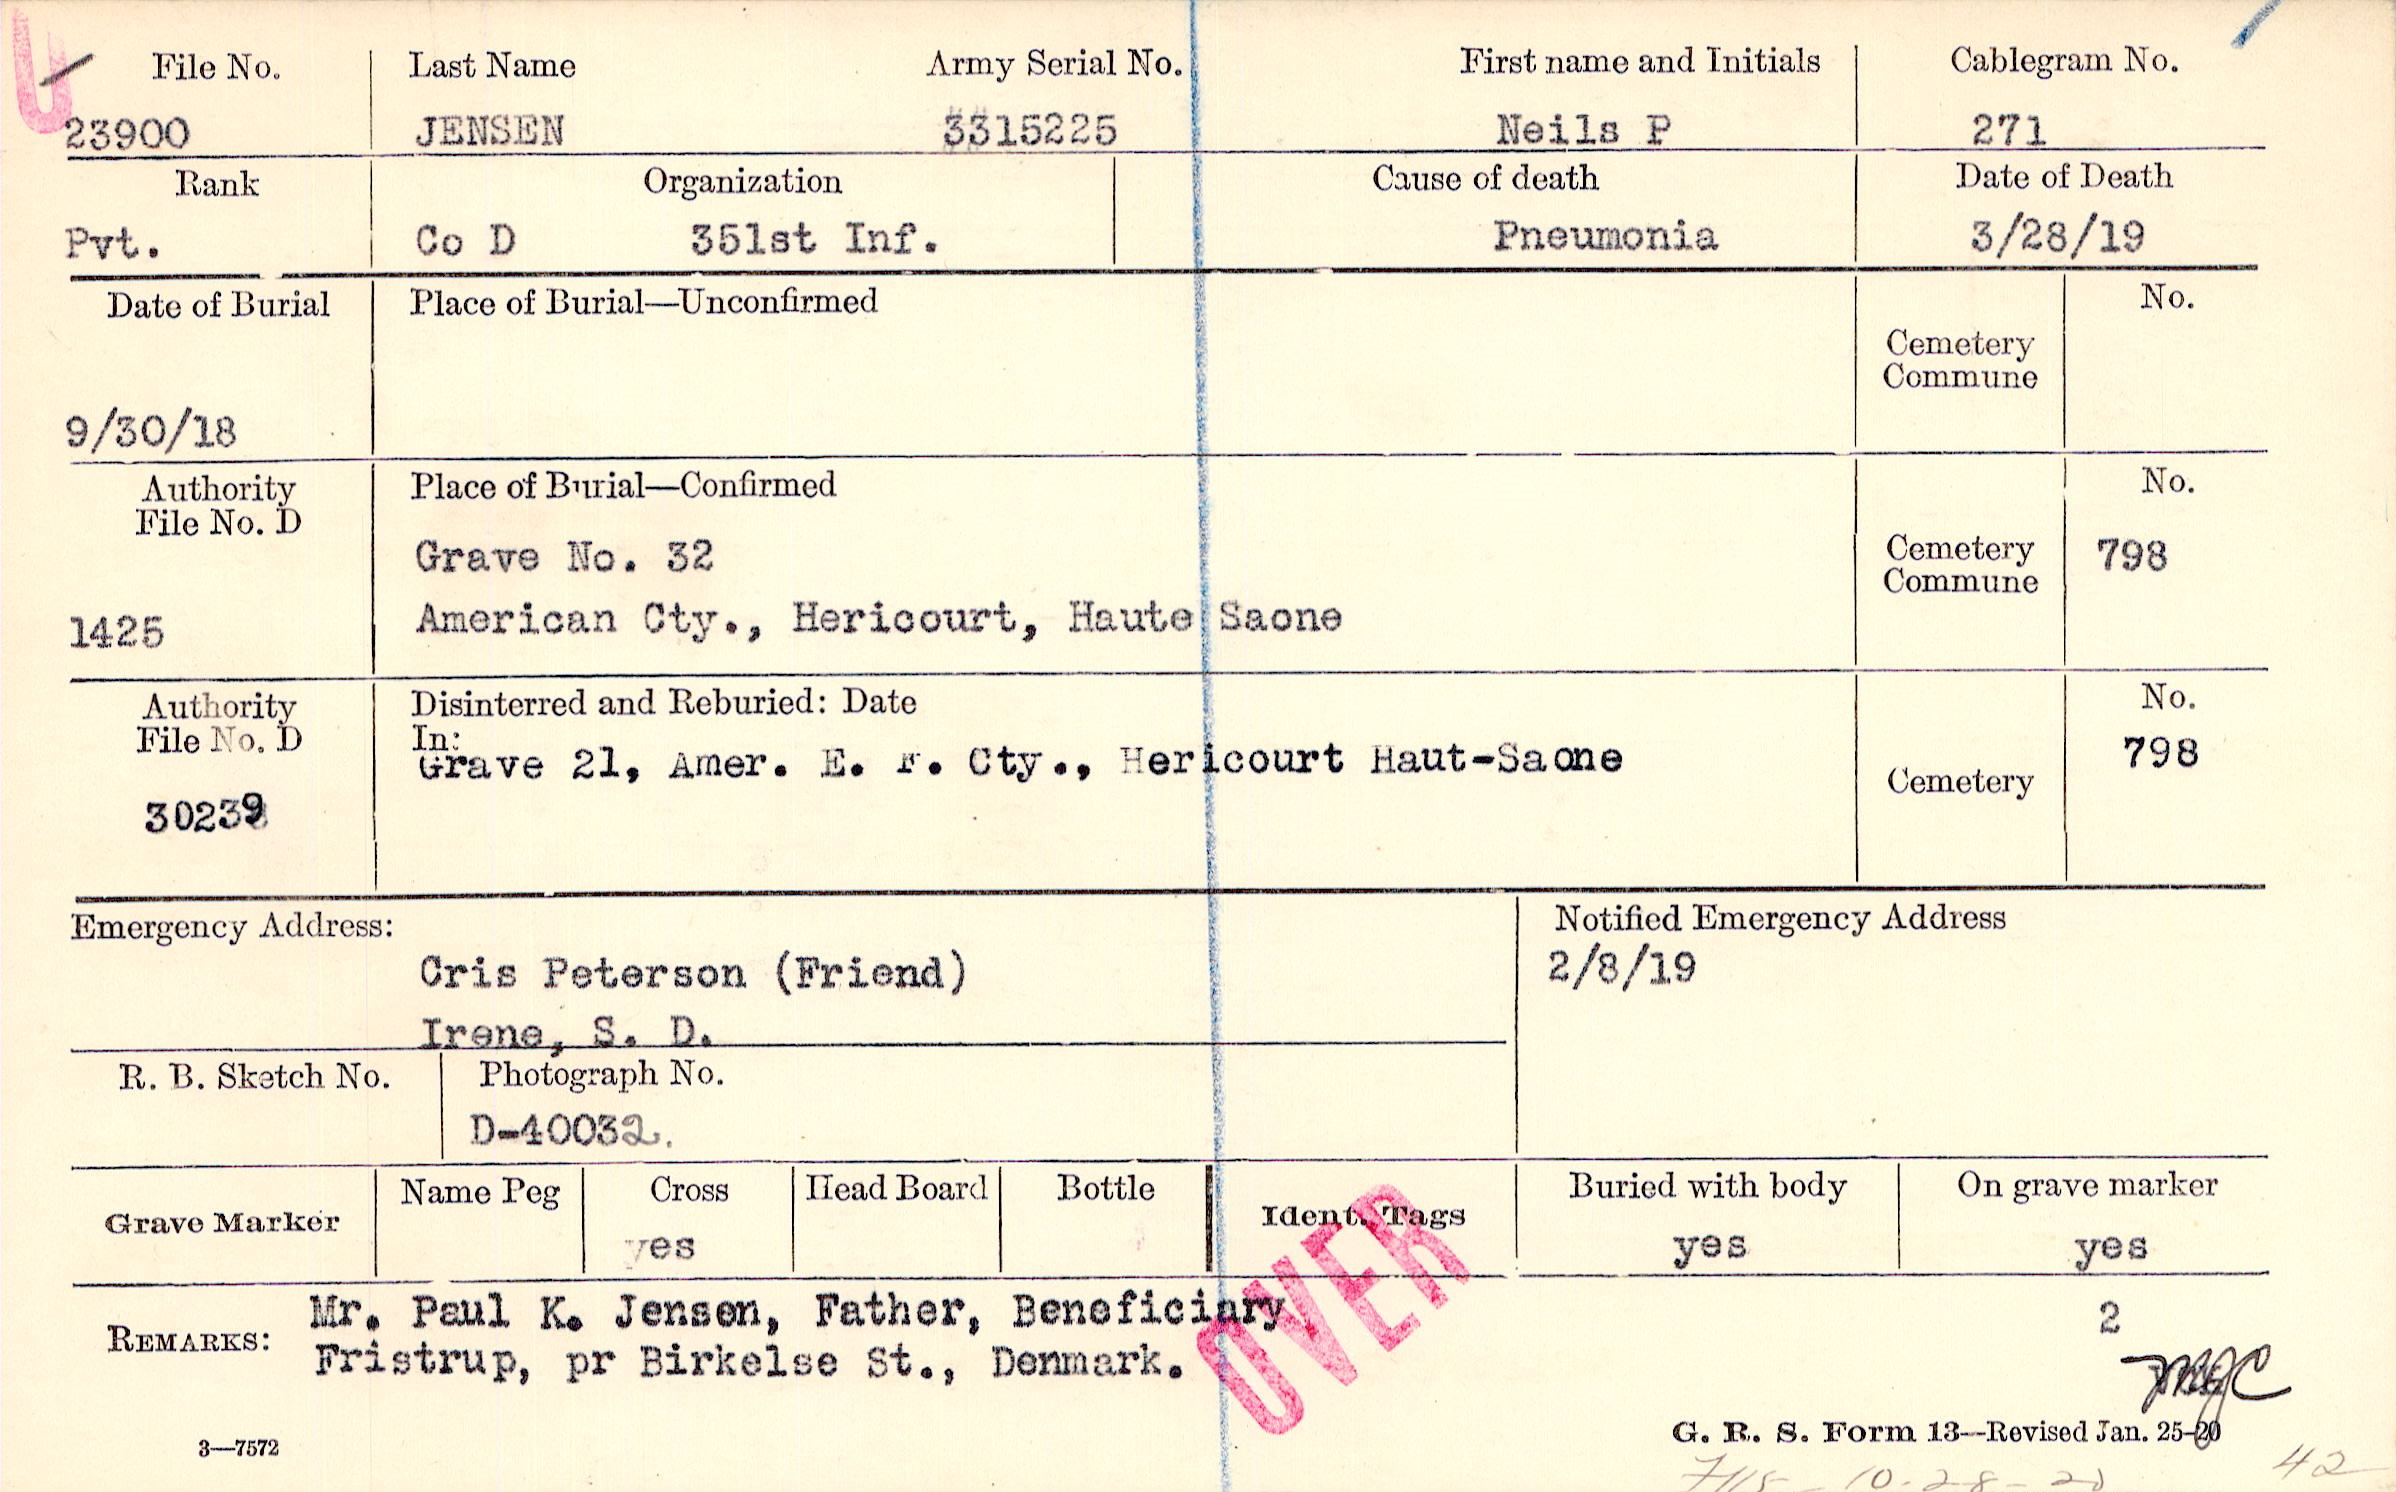 U
File No. Last Name Army Serial No. First name and Initials Cablegram No.
23900 JENSEN 3315225 Neils P 271
Rank Organization Cause of death Date of Death
Pvt. Co D 351st Inf. Pneumonia 3/28/19
Date of Burial Place of Burial—Unconfirmed Cemetery Commune No.
9/30/18
Authority File No. D Place of Burial—Confirmed No.
Grave No. 32 Cemetery Commune 798
1425 American Cty., Hericourt, Haute Saone
Authority File No. D Disinterred and Reburied: Date No.
In:
Grave 21, Amer. E. F. Cty., Hericourt Haut-Saone Cemetery 798
30239
Emergency Address: Notified Emergency Address
Cris Peterson (Friend) 2/8/19
Irene, S. D.
R. B. Sketch No. Photograph No.
D-40032.
Grave Marker Name Peg Cross Head Board Bottle Ident. Tags Buried with body On grave marker
yes yes yes
OVER
REMARKS: Mr. Paul K. Jensen, Father, Beneficiary 2
Fristrup, pr Birkelse St., Denmark.
3—7572 G. R. S. Form 13—Revised Jan. 25-20
10-28-20 42